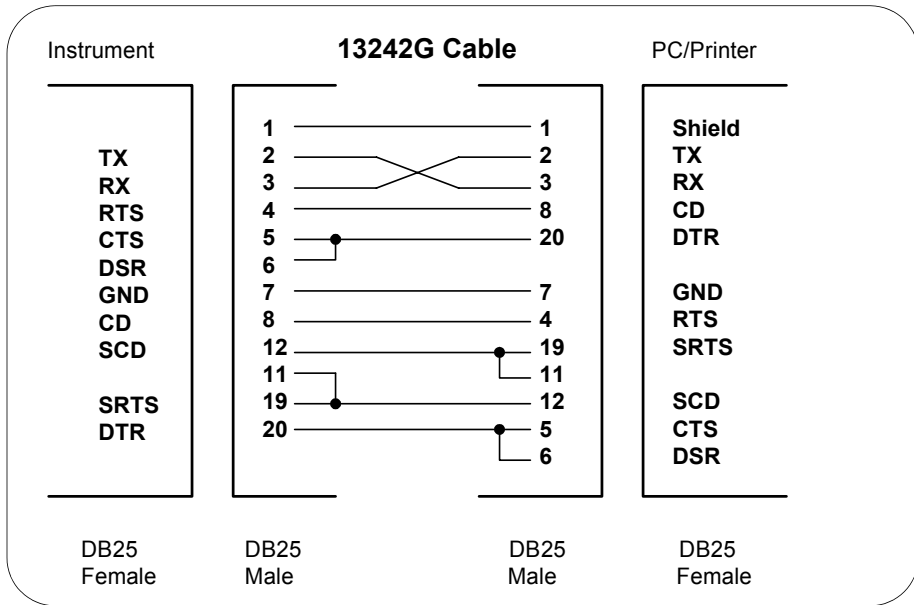 Instrument 13242G Cable PC/Printer
1 1 Shield
TX 2 2 TX
RX 3 3 RX
RTS 4 8 CD
CTS 5 20 DTR
DSR 6
GND 7 7 GND
CD 8 4 RTS
SCD 12 19 SRTS
11 11
SRTS 19 12 SCD
DTR 20 5 CTS
6 DSR
DB25 DB25 DB25 DB25
Female Male Male Female